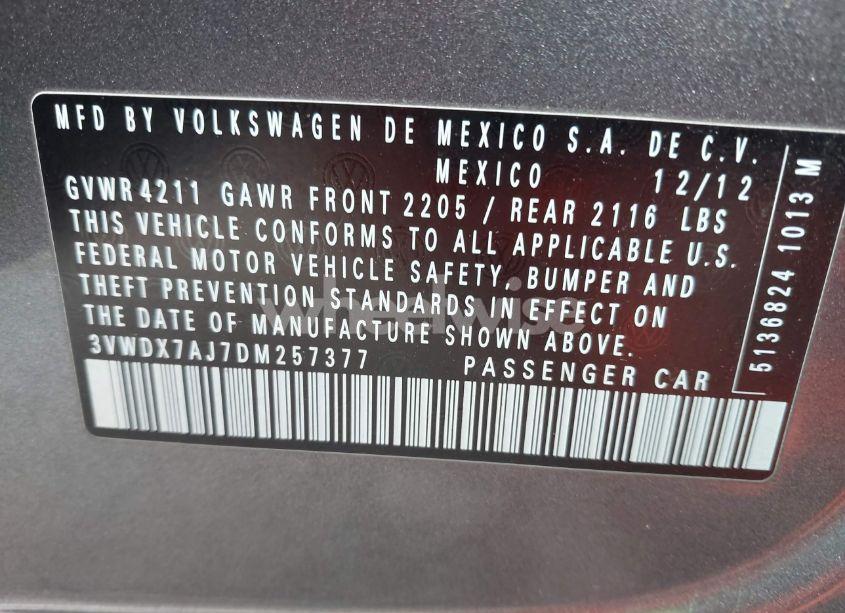 MFD BY VOLKSWAGEN DE MEXICO S.A. DE C.V.
MEXICO 12/12
GVWR 4211 GAWR FRONT 2205 / REAR 2116 LBS
THIS VEHICLE CONFORMS TO ALL APPLICABLE U.S.
FEDERAL MOTOR VEHICLE SAFETY, BUMPER AND
THEFT PREVENTION STANDARDS IN EFFECT ON
THE DATE OF MANUFACTURE SHOWN ABOVE.
3VWDX7AJ7DM257377 PASSENGER CAR
5136824 1013 M
wheelwise